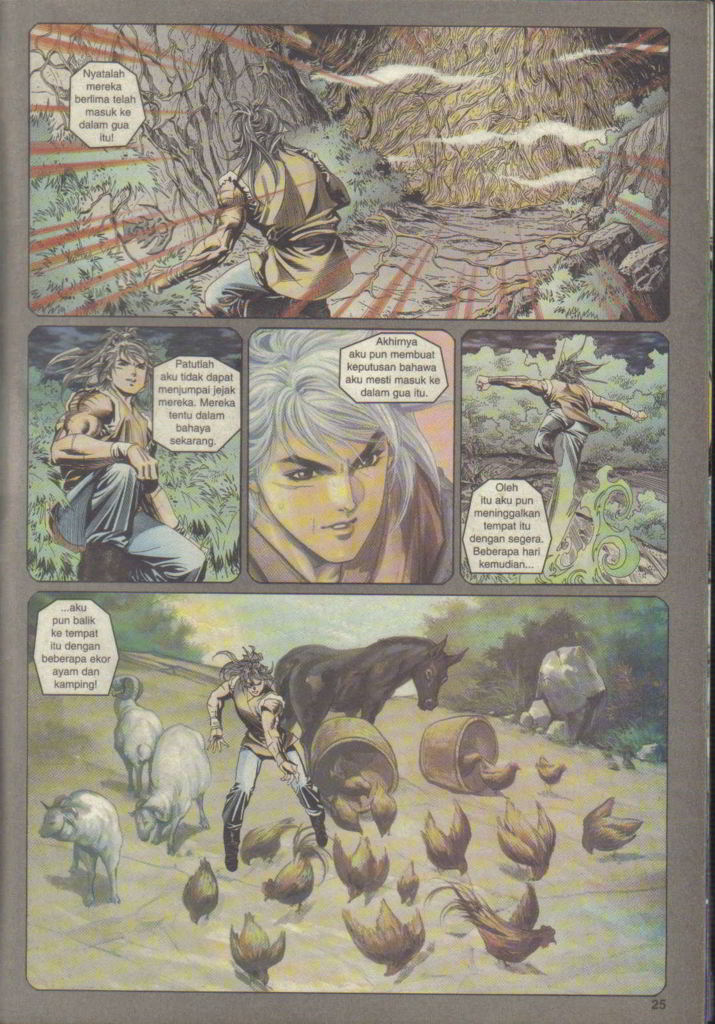 Nyatalah
mereka
berlima telah
masuk ke
dalam gua
itu!
Patutlah
aku tidak dapat
menjumpai jejak
mereka. Mereka
tentu dalam
bahaya
sekarang.
Akhirnya
aku pun membuat
keputusan bahawa
aku mesti masuk ke
dalam gua itu.
Oleh
itu aku pun
meninggalkan
tempat itu
dengan segera.
Beberapa hari
kemudian...
...aku
pun balik
ke tempat
itu dengan
beberapa ekor
ayam dan
kamping!
25